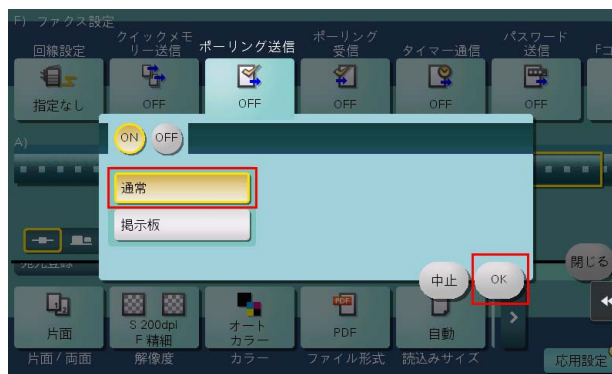 F) ファクス設定
回線設定
クイックメモ
リー送信
ポーリング送信
ポーリング
受信
タイマー通信
パスワード
送信
指定なし
OFF
OFF
OFF
OFF
OFF
A)
ON
OFF
通常
掲示板
中止
OK
閉じる
片面
S 200dpi
F 精細
オート
カラー
PDF
PDF
自動
片面 / 両面
解像度
カラー
ファイル形式
読込みサイズ
応用設定